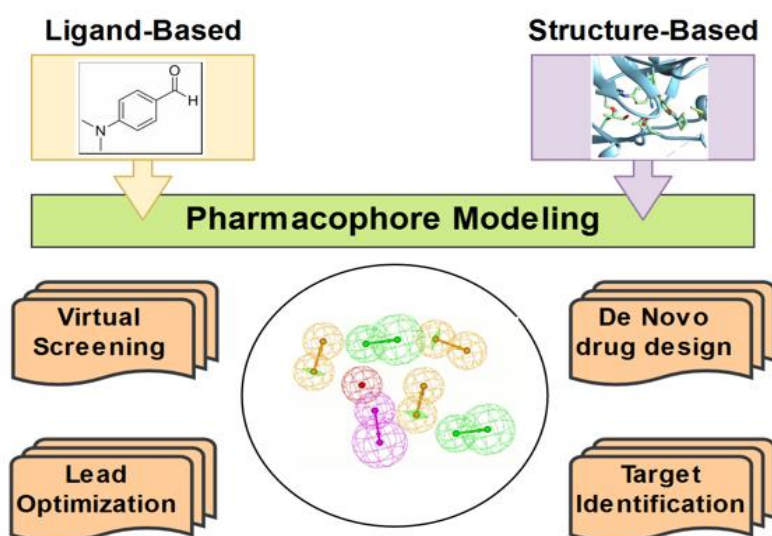 Ligand-Based
Structure-Based
O
H
N
Pharmacophore Modeling
Virtual
Screening
De Novo
drug design
Lead
Optimization
Target
Identification